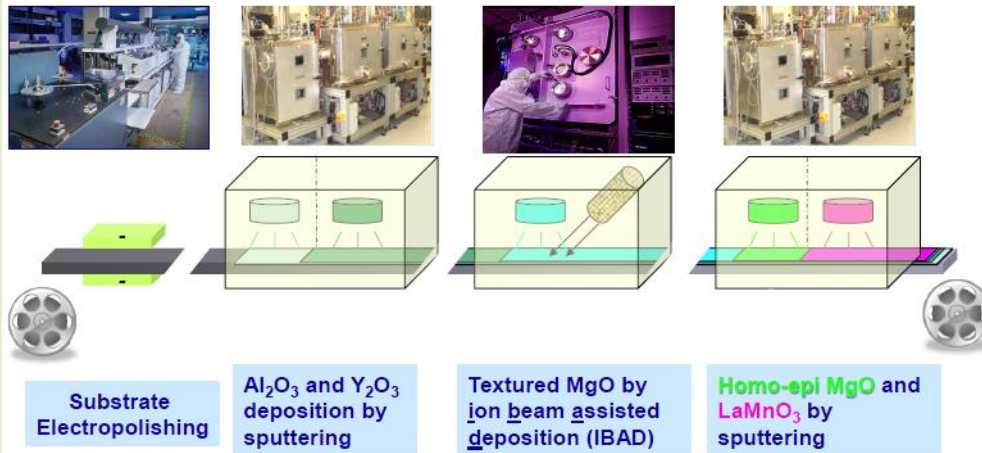 Substrate
Electropolishing
Al₂O₃ and Y₂O₃
deposition by
sputtering
Textured MgO by
ion beam assisted
deposition (IBAD)
Homo-epi MgO and
LaMnO₃ by
sputtering